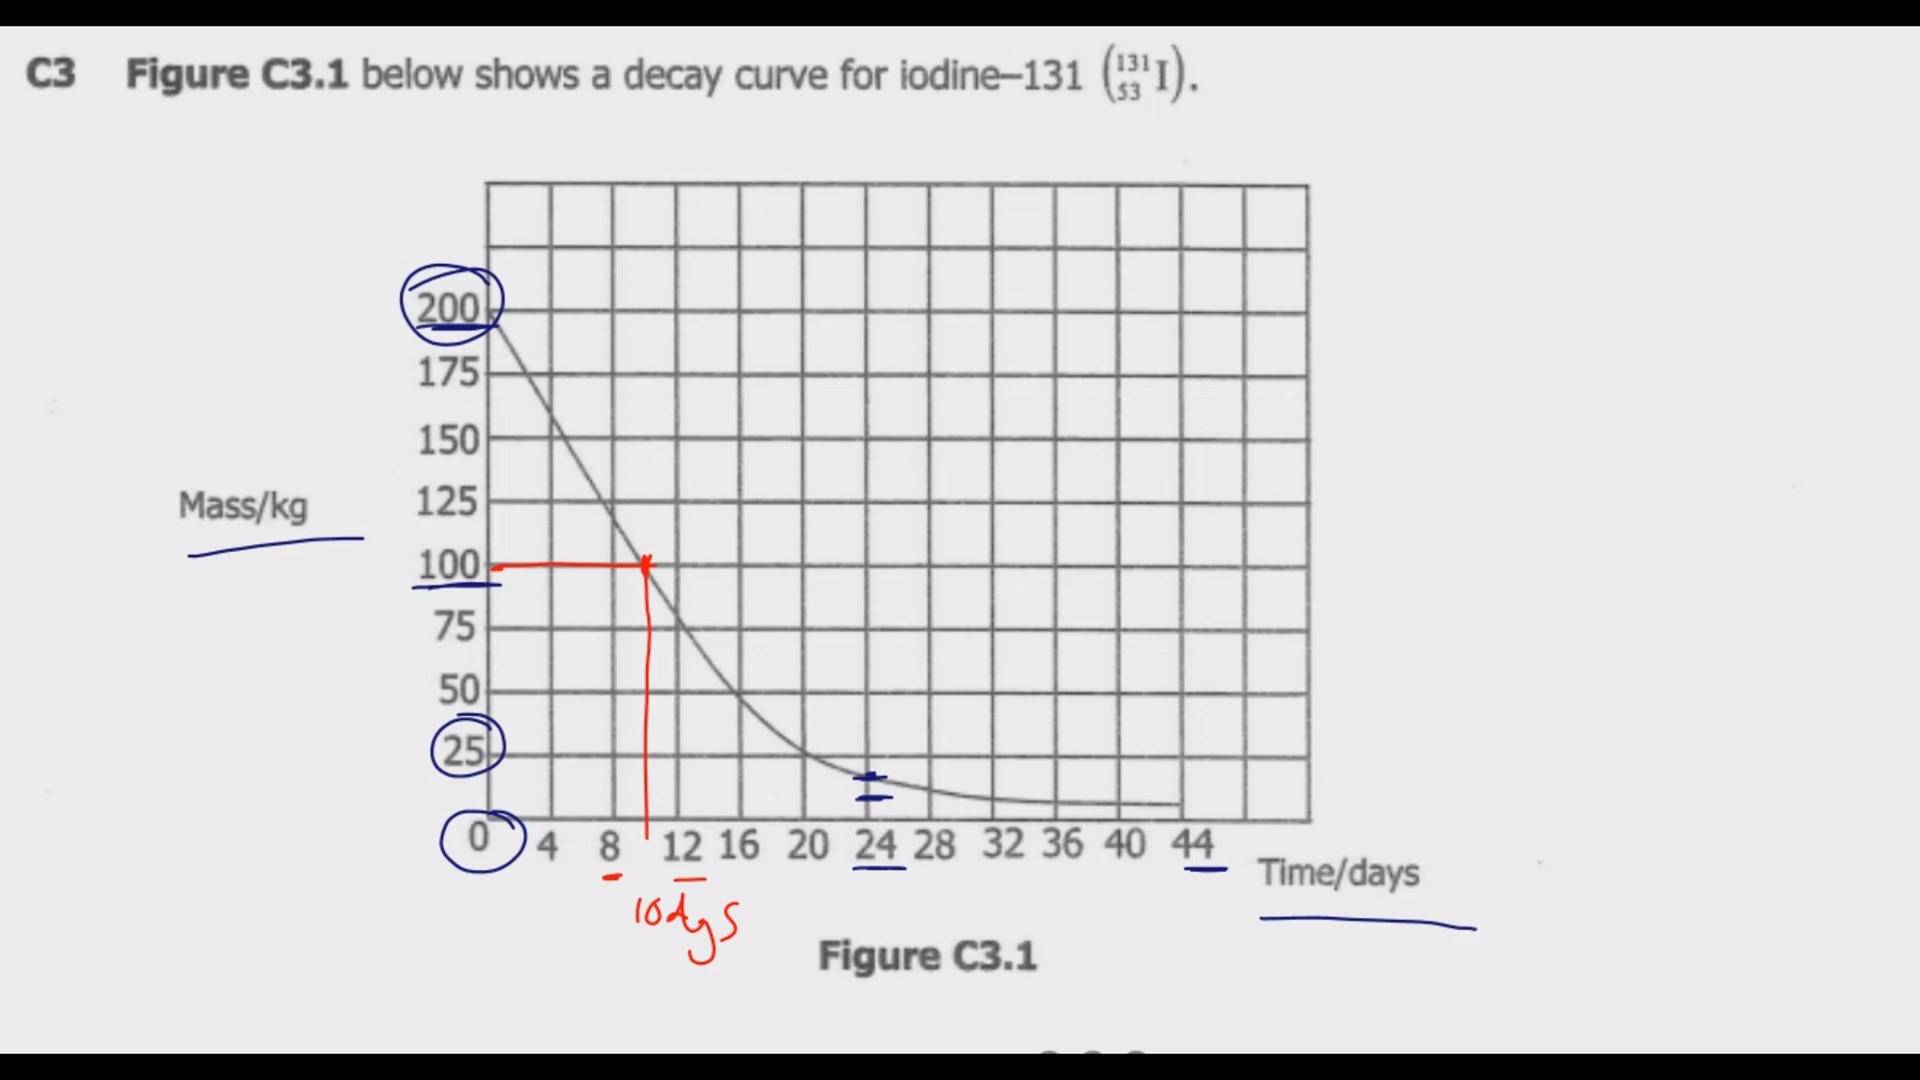 C3 Figure C3.1 below shows a decay curve for iodine–131 (¹³¹₅₃I).
200
175
150
125
Mass/kg
100
75
50
25
0 4 8 12 16 20 24 28 32 36 40 44
Time/days
10dys
Figure C3.1